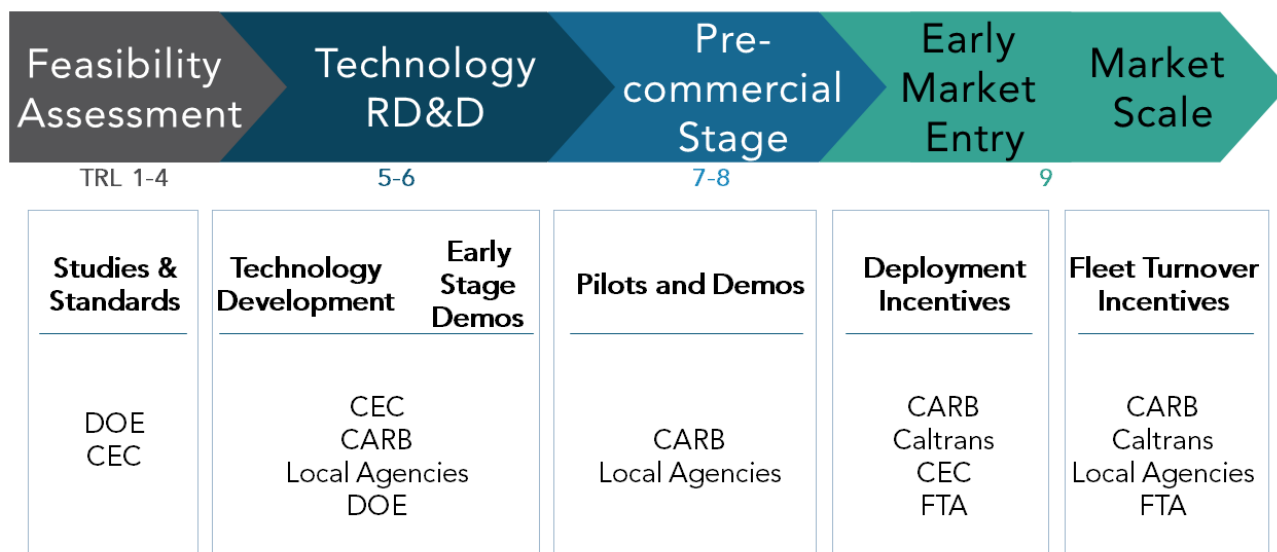 Feasibility
Assessment
Technology
RD&D
Pre-
commercial
Stage
Early
Market
Entry
Market
Scale
TRL 1-4
5-6
7-8
9
Studies &
Standards
DOE
CEC
Technology
Development
Early
Stage
Demos
CEC
CARB
Local Agencies
DOE
Pilots and Demos
CARB
Local Agencies
Deployment
Incentives
CARB
Caltrans
CEC
FTA
Fleet Turnover
Incentives
CARB
Caltrans
Local Agencies
FTA